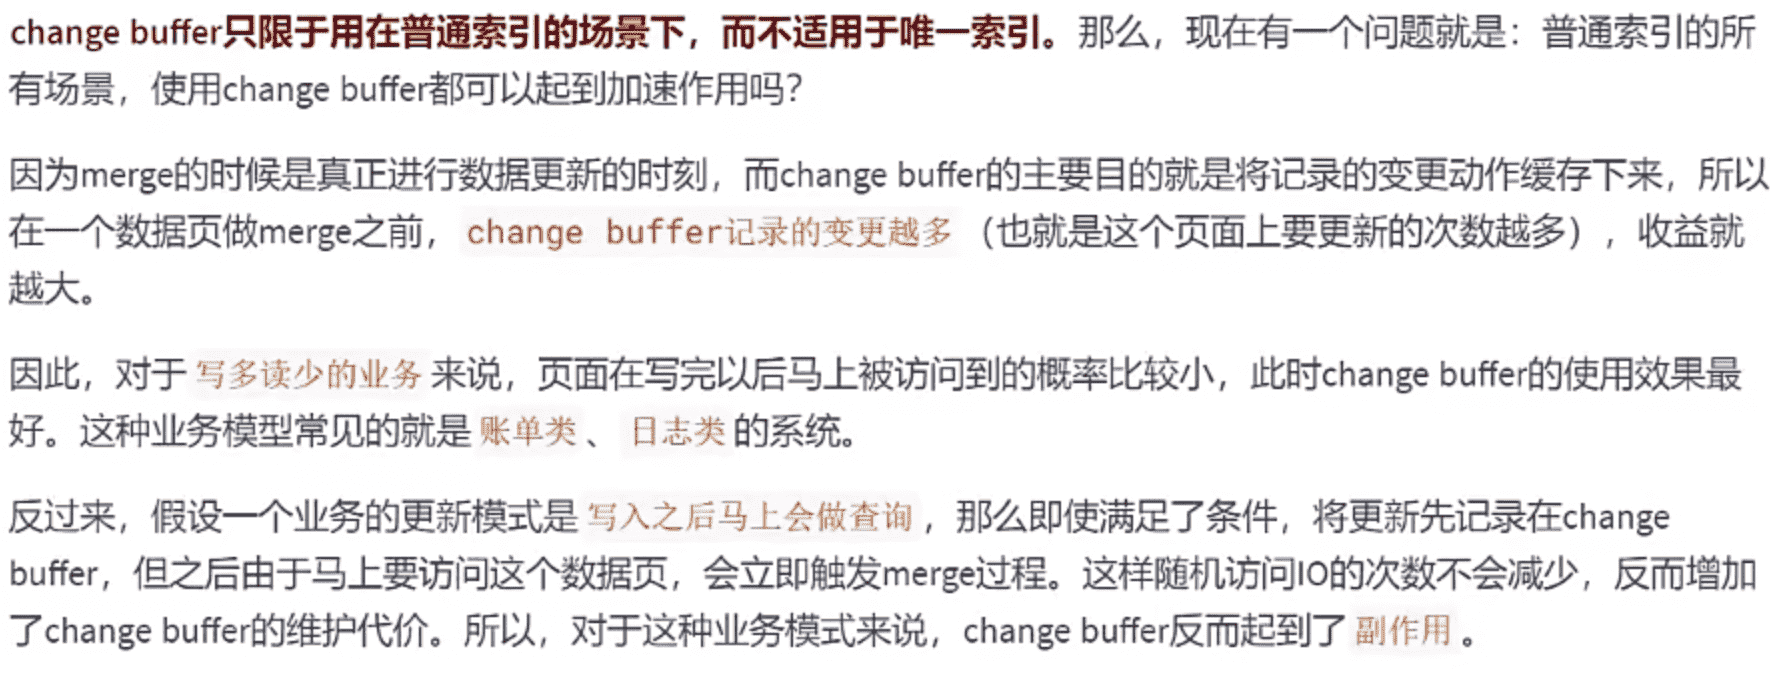 change buffer只限于用在普通索引的场景下，而不适用于唯一索引。那么，现在有一个问题就是：普通索引的所
有场景，使用change buffer都可以起到加速作用吗？
因为merge的时候是真正进行数据更新的时刻，而change buffer的主要目的就是将记录的变更动作缓存下来，所以
在一个数据页做merge之前，change buffer记录的变更越多（也就是这个页面上要更新的次数越多），收益就
越大。
因此，对于写多读少的业务来说，页面在写完以后马上被访问到的概率比较小，此时change buffer的使用效果最
好。这种业务模型常见的就是账单类、日志类的系统。
反过来，假设一个业务的更新模式是写入之后马上会做查询，那么即使满足了条件，将更新先记录在change
buffer，但之后由于马上要访问这个数据页，会立即触发merge过程。这样随机访问IO的次数不会减少，反而增加
了change buffer的维护代价。所以，对于这种业务模式来说，change buffer反而起到了副作用。